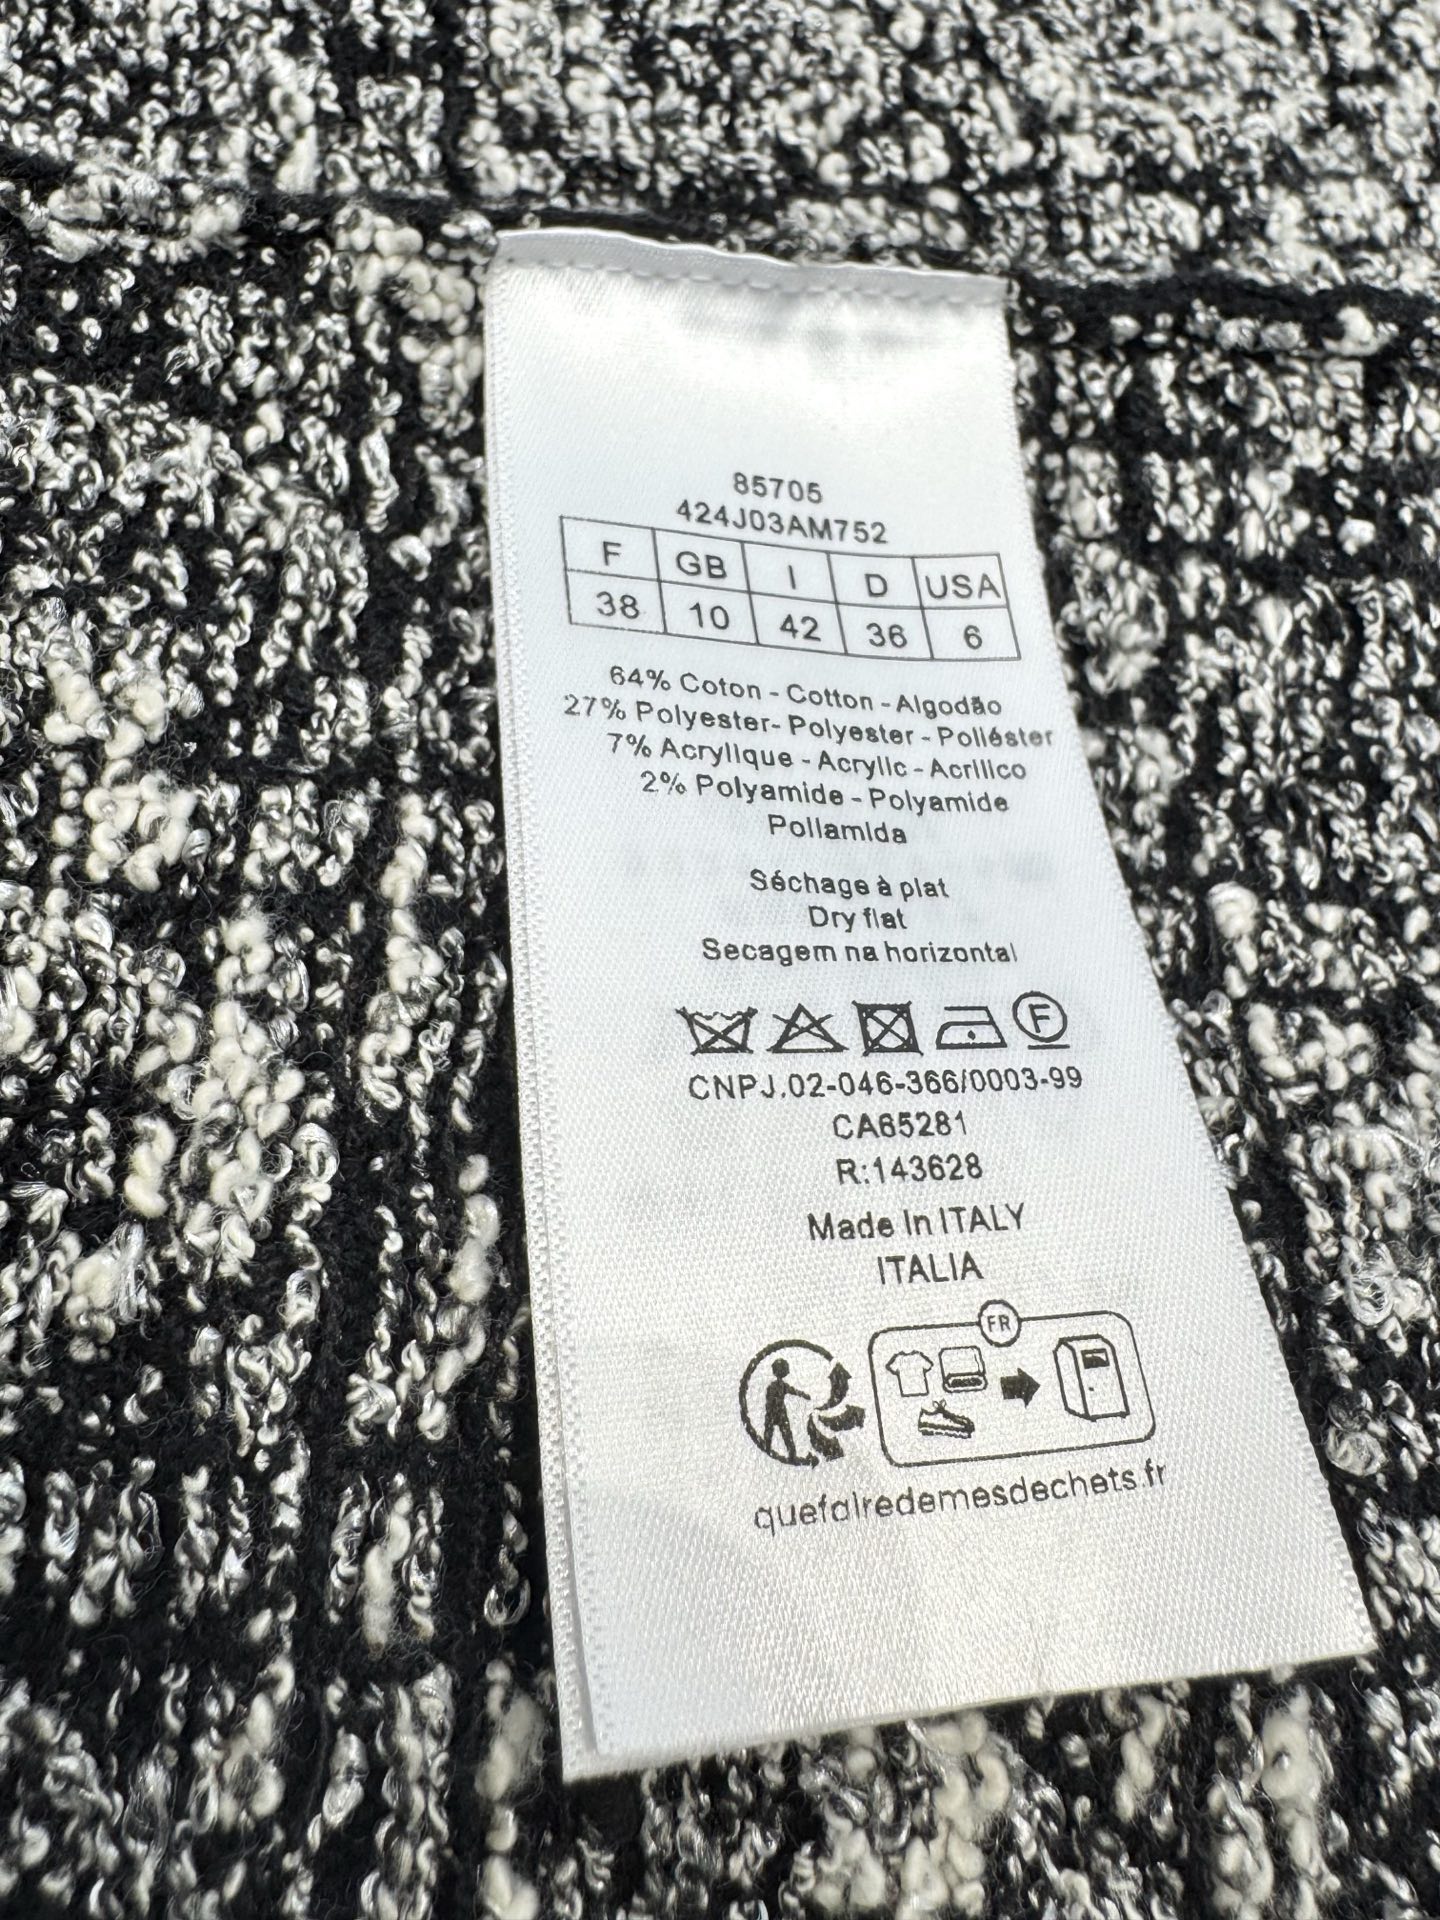 85705
424J03AM752
F GB I D USA
38 10 42 36 6
64% Coton - Cotton - Algodão
27% Polyester- Polyester - Poliéster
7% Acrylique - Acrylic - Acrilico
2% Polyamide - Polyamide
Poliamida
Séchage à plat
Dry flat
Secagem na horizontal
F
CNPJ.02-046-366/0003-99
CA65281
R:143628
Made in ITALY
ITALIA
FR
quefairedemesdechets.fr